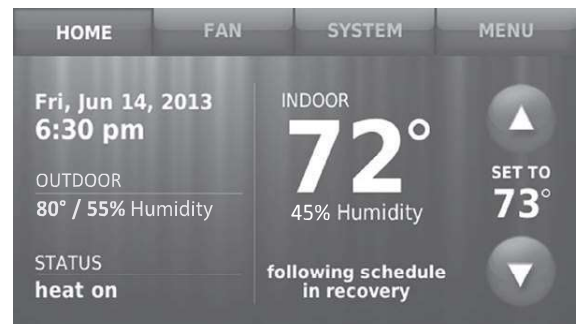 HOME FAN SYSTEM MENU
Fri, Jun 14, 2013
6:30 pm
OUTDOOR
80° / 55% Humidity
STATUS
heat on
INDOOR
72°
45% Humidity
following schedule
in recovery
SET TO
73°